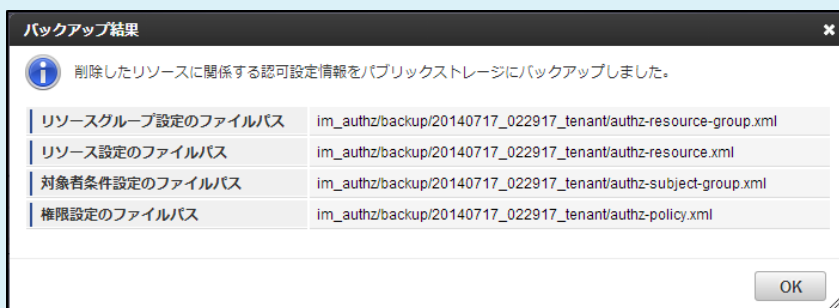 バックアップ結果
削除したリソースに関係する認可設定情報をパブリックストレージにバックアップしました。
リソースグループ設定のファイルパス im_authz/backup/20140717_022917_tenant/authz-resource-group.xml
リソース設定のファイルパス im_authz/backup/20140717_022917_tenant/authz-resource.xml
対象者条件設定のファイルパス im_authz/backup/20140717_022917_tenant/authz-subject-group.xml
権限設定のファイルパス im_authz/backup/20140717_022917_tenant/authz-policy.xml
OK